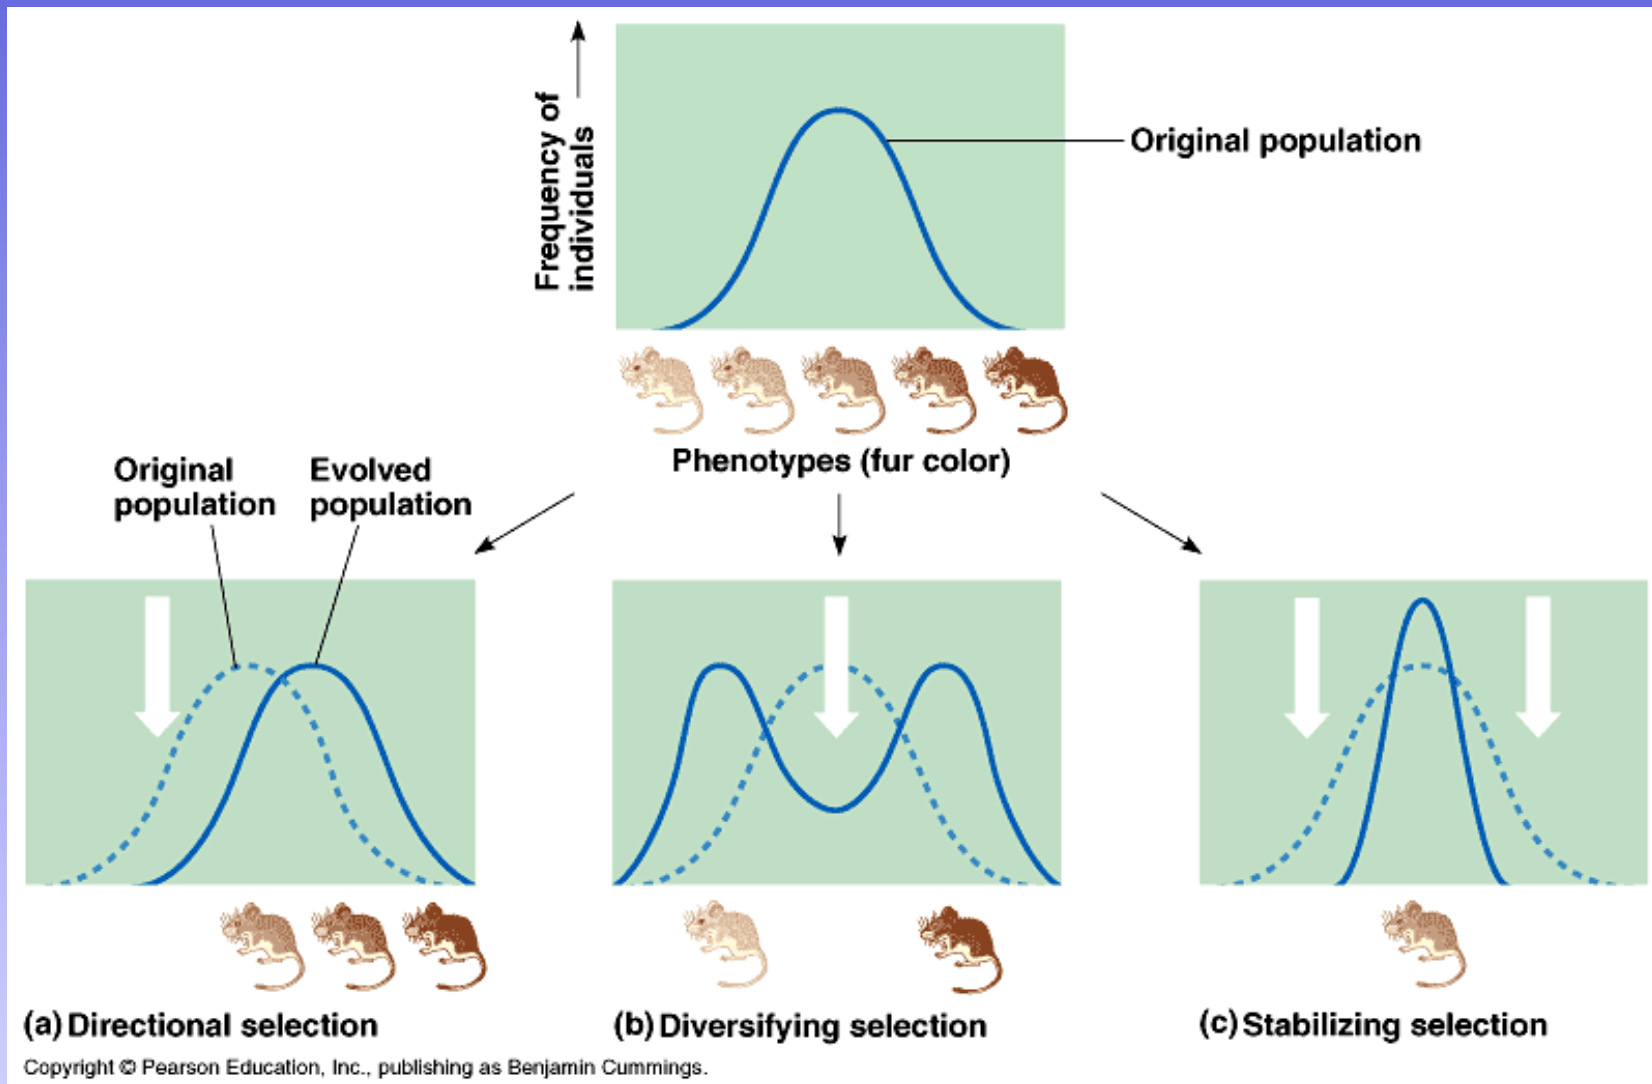 Frequency of
individuals
Original population
Phenotypes (fur color)
Original
population
Evolved
population
(a) Directional selection
(b) Diversifying selection
(c) Stabilizing selection
Copyright © Pearson Education, Inc., publishing as Benjamin Cummings.